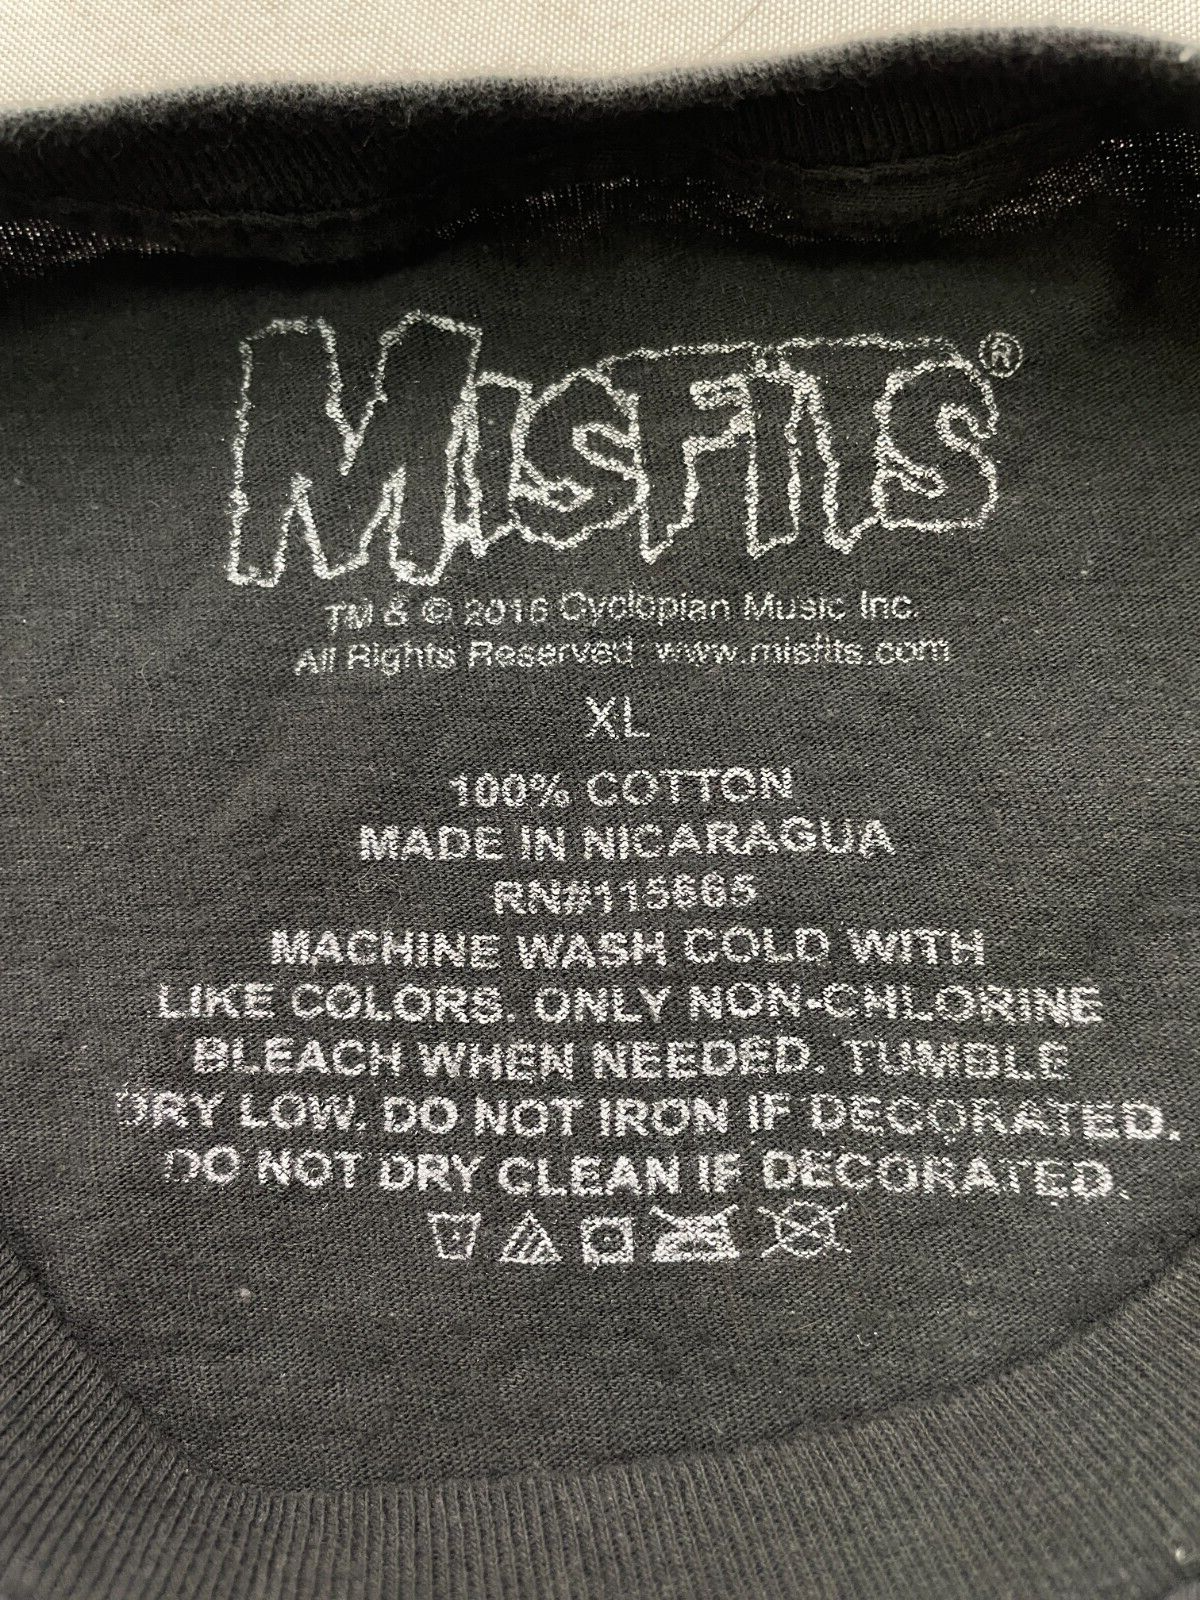 MISFITS®
TM & © 2016 Cyclopian Music Inc.
All Rights Reserved www.misfits.com
XL
100% COTTON
MADE IN NICARAGUA
RN#115665
MACHINE WASH COLD WITH
LIKE COLORS. ONLY NON-CHLORINE
BLEACH WHEN NEEDED. TUMBLE
DRY LOW. DO NOT IRON IF DECORATED.
DO NOT DRY CLEAN IF DECORATED.